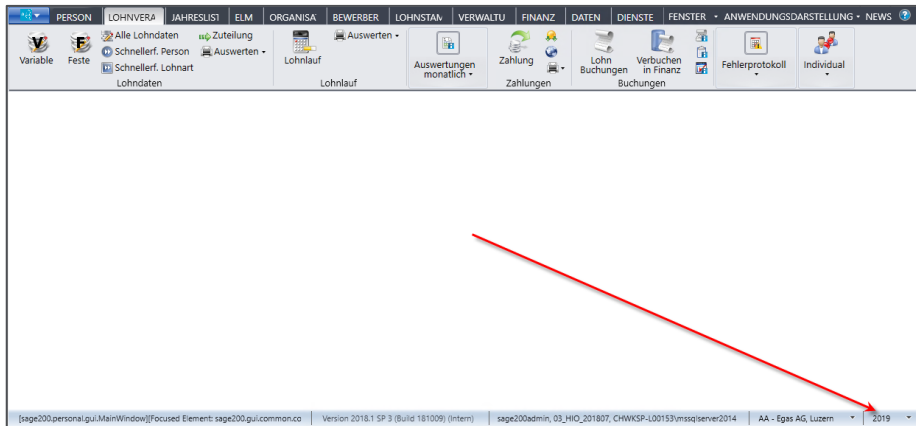 PERSON LOHNVERA JAHRESLIST ELM ORGANISA BEWERBER LOHNSTAM VERWALTU FINANZ DATEN DIENSTE FENSTER ANWENDUNGSDARSTELLUNG NEWS ?
Variable
Feste
Alle Lohndaten
Zuteilung
Schnellerf. Person
Auswerten
Schnellerf. Lohnart
Lohndaten
Lohnlauf
Auswerten
Lohnlauf
Auswertungen
monatlich
Zahlung
Zahlungen
Lohn
Buchungen
Verbuchen
in Finanz
Buchungen
Fehlerprotokoll
Individual
[sage200.personal.gui.MainWindow][Focused Element: sage200.gui.common.co Version 2018.1 SP 3 (Build 181009) (Intern) sage200admin, 03_HIO_201807, CHWKSP-L00153\mssqlserver2014 AA - Egas AG, Luzern 2019